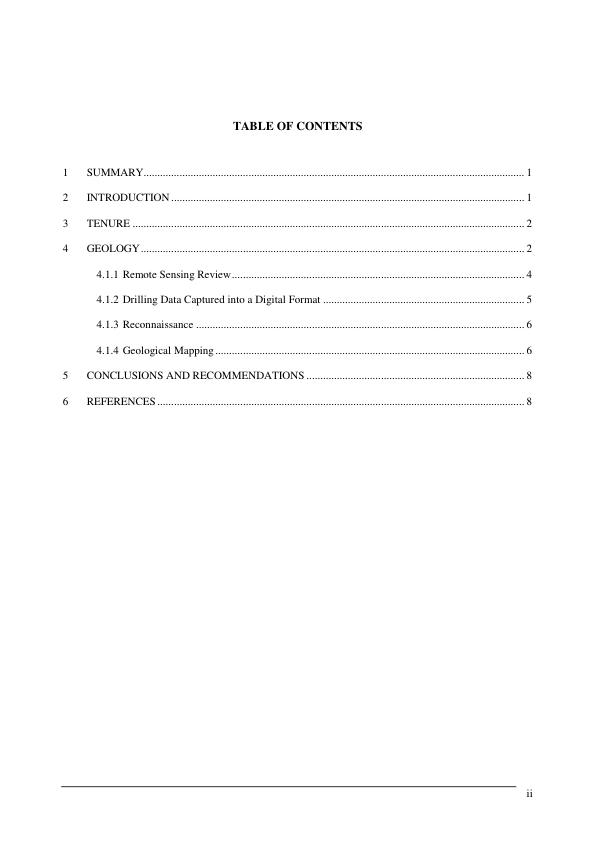 TABLE OF CONTENTS
1 SUMMARY.......................................................................................................................................... 1
2 INTRODUCTION ................................................................................................................................ 1
3 TENURE .............................................................................................................................................. 2
4 GEOLOGY........................................................................................................................................... 2
4.1.1 Remote Sensing Review.......................................................................................................... 4
4.1.2 Drilling Data Captured into a Digital Format ......................................................................... 5
4.1.3 Reconnaissance ....................................................................................................................... 6
4.1.4 Geological Mapping ................................................................................................................ 6
5 CONCLUSIONS AND RECOMMENDATIONS ............................................................................... 8
6 REFERENCES ..................................................................................................................................... 8
ii